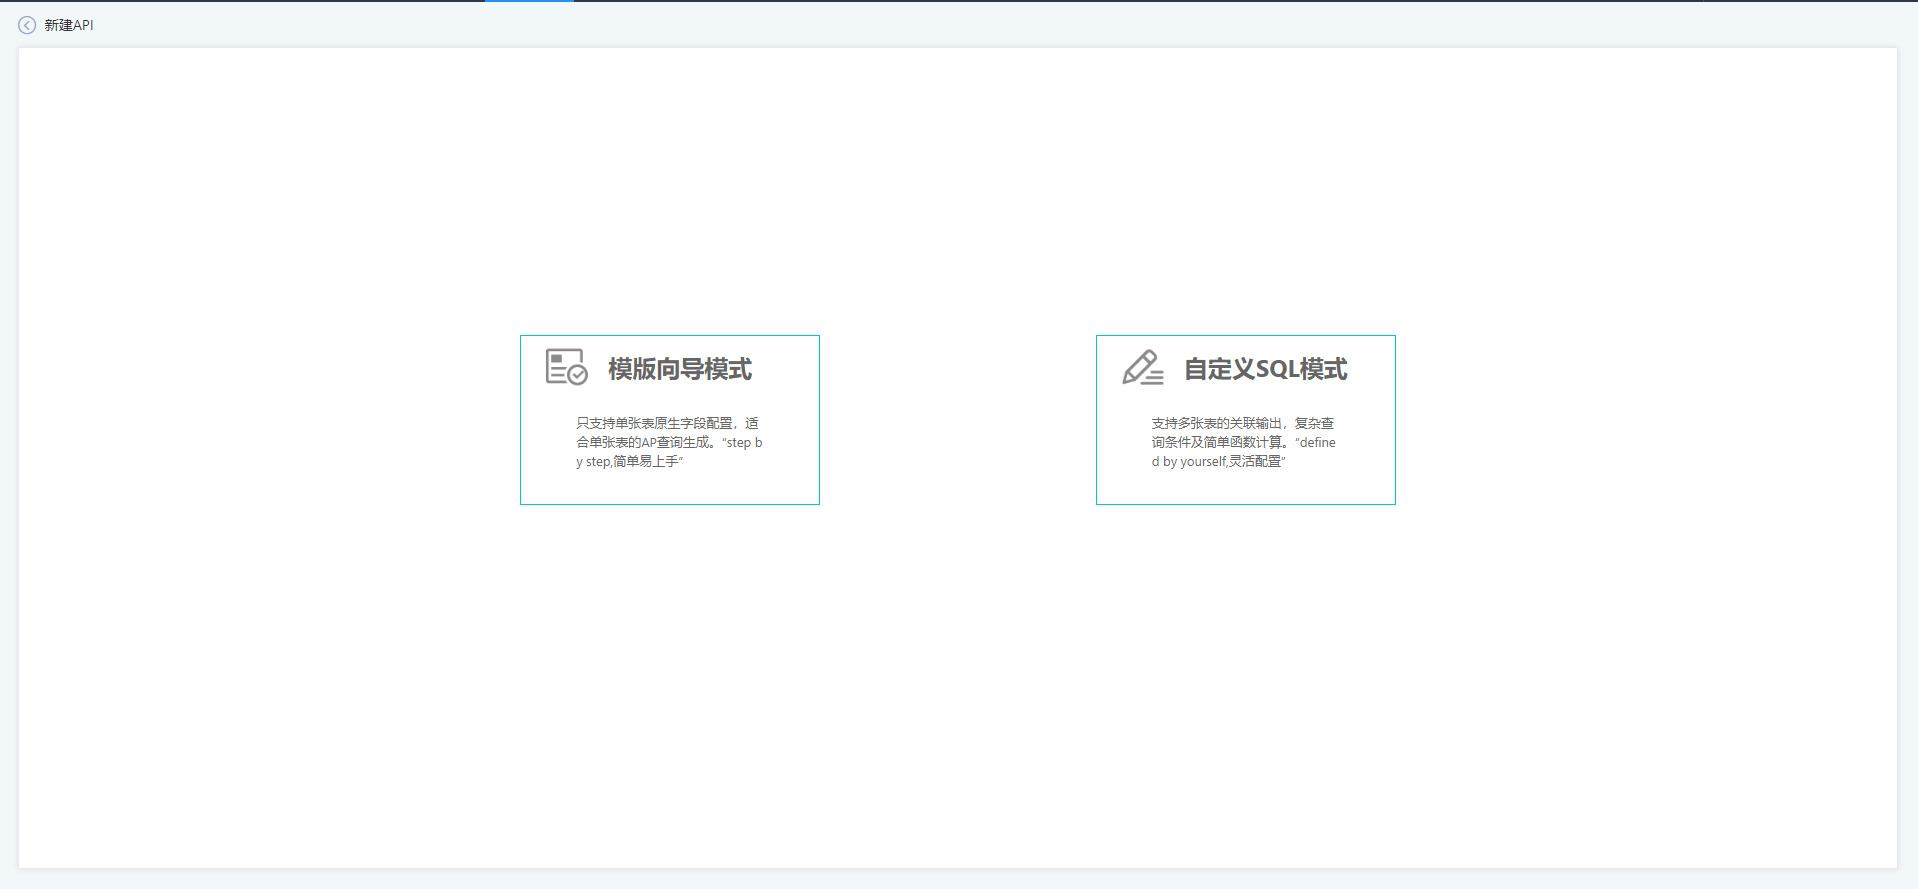 新建API
模版向导模式
只支持单张表原生字段配置，适
合单张表的AP查询生成。“step b
y step,简单易上手”
自定义SQL模式
支持多张表的关联输出，复杂查
询条件及简单函数计算。“define
d by yourself,灵活配置”